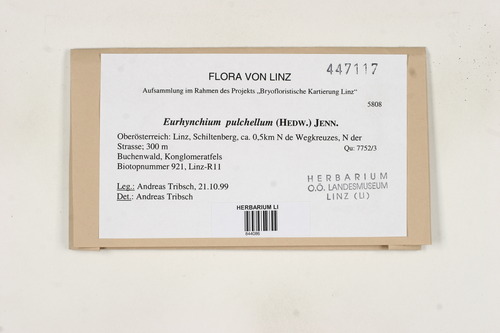 FLORA VON LINZ
447117
Aufsammlung im Rahmen des Projekts „Bryofloristische Kartierung Linz“
5808
Eurhynchium pulchellum (HEDW.) JENN.
Oberösterreich: Linz, Schiltenberg, ca. 0,5km N de Wegkreuzes, N der
Strasse; 300 m
Qu: 7752/3
Buchenwald, Konglomeratfels
Biotopnummer 921, Linz-R11
Leg.: Andreas Tribsch, 21.10.99
Det.: Andreas Tribsch
HERBARIUM
O.Ö. LANDESMUSEUM
LINZ (LI)
HERBARIUM LI
844086